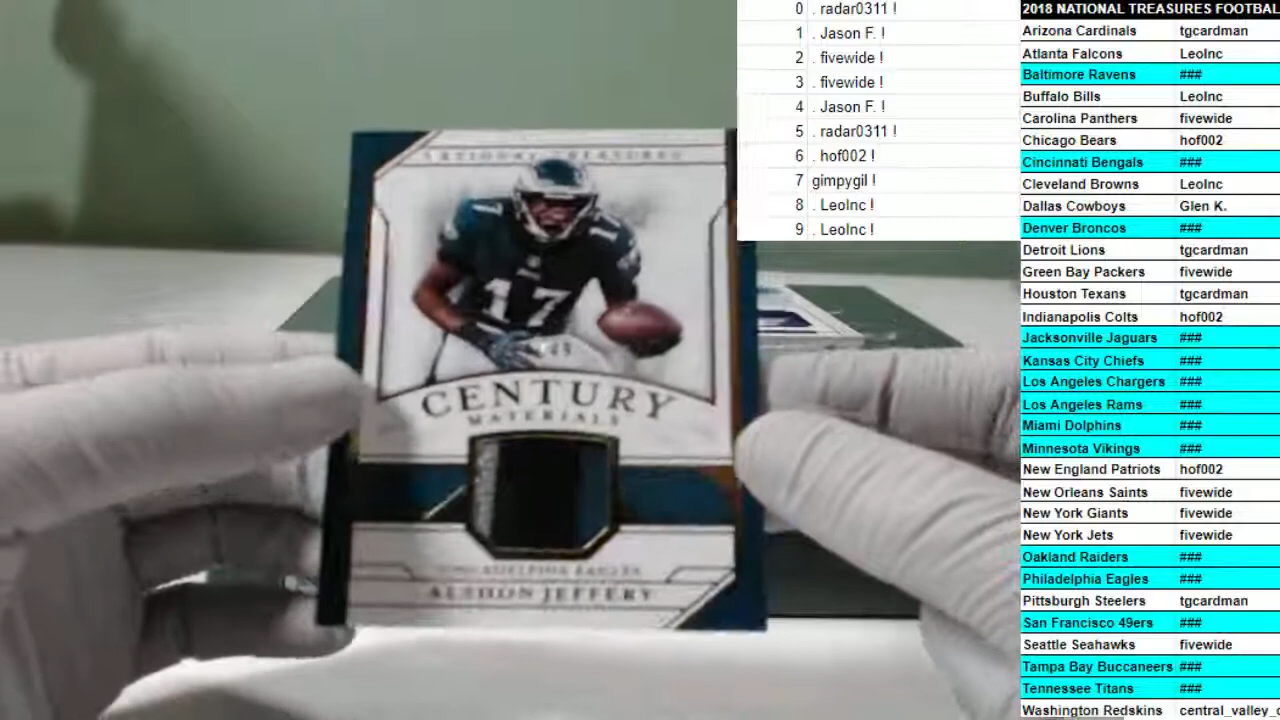 0 . radar0311 !
1 . Jason F. !
2 . fivewide !
3 . fivewide !
4 . Jason F. !
5 . radar0311 !
6 . hof002 !
7 gimpygil !
8 . LeoInc !
9 . LeoInc !
2018 NATIONAL TREASURES FOOTBAL
Arizona Cardinals tgcardman
Atlanta Falcons LeoInc
Baltimore Ravens ###
Buffalo Bills LeoInc
Carolina Panthers fivewide
Chicago Bears hof002
Cincinnati Bengals ###
Cleveland Browns LeoInc
Dallas Cowboys Glen K.
Denver Broncos ###
Detroit Lions tgcardman
Green Bay Packers fivewide
Houston Texans tgcardman
Indianapolis Colts hof002
Jacksonville Jaguars ###
Kansas City Chiefs ###
Los Angeles Chargers ###
Los Angeles Rams ###
Miami Dolphins ###
Minnesota Vikings ###
New England Patriots hof002
New Orleans Saints fivewide
New York Giants fivewide
New York Jets fivewide
Oakland Raiders ###
Philadelphia Eagles ###
Pittsburgh Steelers tgcardman
San Francisco 49ers ###
Seattle Seahawks fivewide
Tampa Bay Buccaneers ###
Tennessee Titans ###
Washington Redskins central_valley_c
NATIONAL TREASURES
17
17
CENTURY
MATERIALS
PHILADELPHIA EAGLES
ALSHON JEFFERY